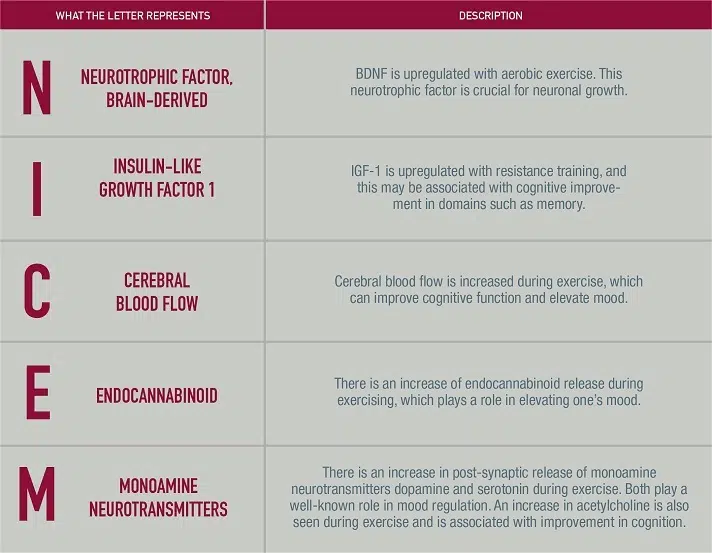 WHAT THE LETTER REPRESENTS
DESCRIPTION
N
NEUROTROPHIC FACTOR,
BRAIN-DERIVED
BDNF is upregulated with aerobic exercise. This
neurotrophic factor is crucial for neuronal growth.
I
INSULIN-LIKE
GROWTH FACTOR 1
IGF-1 is upregulated with resistance training, and
this may be associated with cognitive improve-
ment in domains such as memory.
C
CEREBRAL
BLOOD FLOW
Cerebral blood flow is increased during exercise, which
can improve cognitive function and elevate mood.
E
ENDOCANNABINOID
There is an increase of endocannabinoid release during
exercising, which plays a role in elevating one’s mood.
M
MONOAMINE
NEUROTRANSMITTERS
There is an increase in post-synaptic release of monoamine
neurotransmitters dopamine and serotonin during exercise. Both play a
well-known role in mood regulation. An increase in acetylcholine is also
seen during exercise and is associated with improvement in cognition.